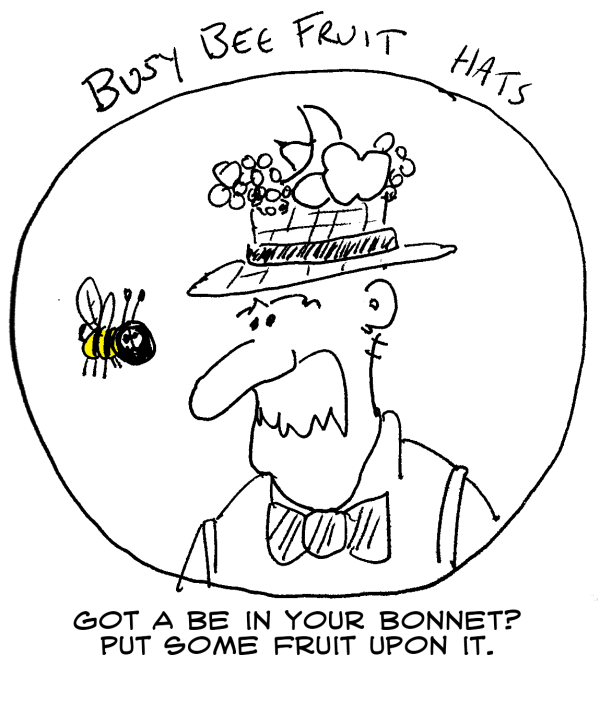 BUSY BEE FRUIT HATS
GOT A BE IN YOUR BONNET?
PUT SOME FRUIT UPON IT.